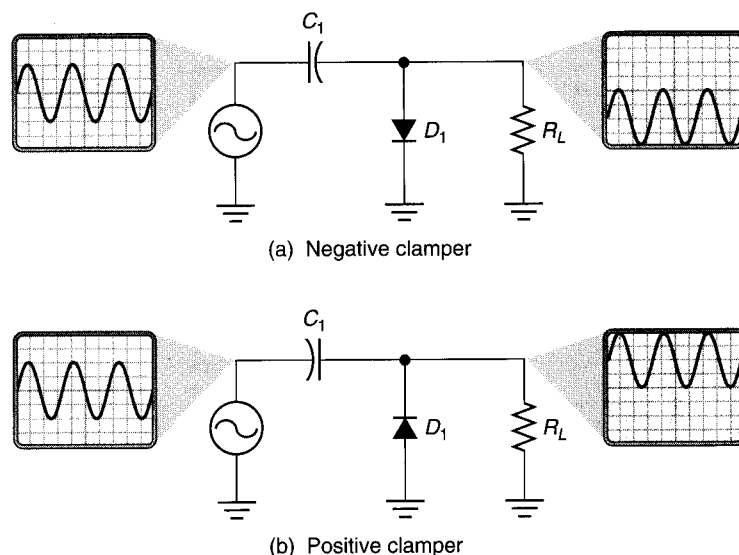 C1
D1
RL
(a) Negative clamper
C1
D1
RL
(b) Positive clamper